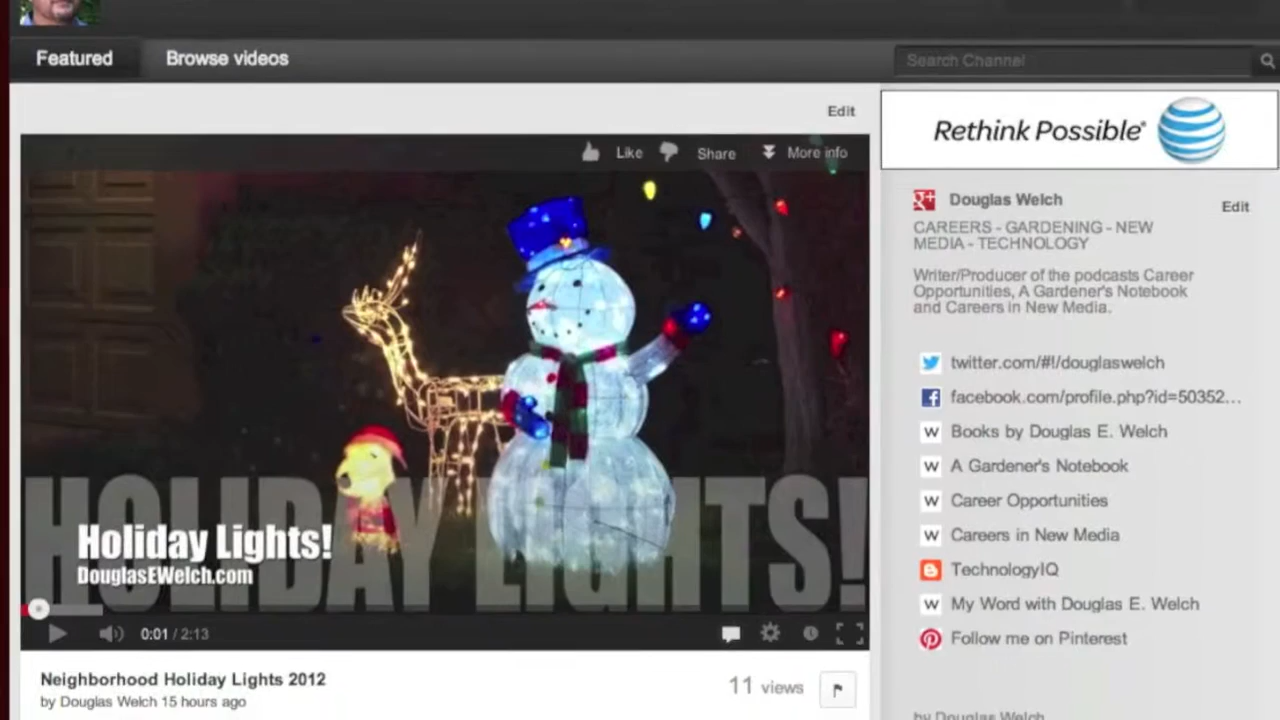 Featured
Browse videos
Search Channel
Edit
Like
Share
More info
HOLIDAY LIGHTS!
Holiday Lights!
DouglasEWelch.com
0:01 / 2:13
Neighborhood Holiday Lights 2012
by Douglas Welch 15 hours ago
11 views
Rethink Possible®
Douglas Welch
Edit
CAREERS - GARDENING - NEW
MEDIA - TECHNOLOGY
Writer/Producer of the podcasts Career
Opportunities, A Gardener's Notebook
and Careers in New Media.
twitter.com/#!/douglaswelch
facebook.com/profile.php?id=50352...
W Books by Douglas E. Welch
W A Gardener's Notebook
W Career Opportunities
W Careers in New Media
TechnologyIQ
W My Word with Douglas E. Welch
Follow me on Pinterest
by Douglas Welch